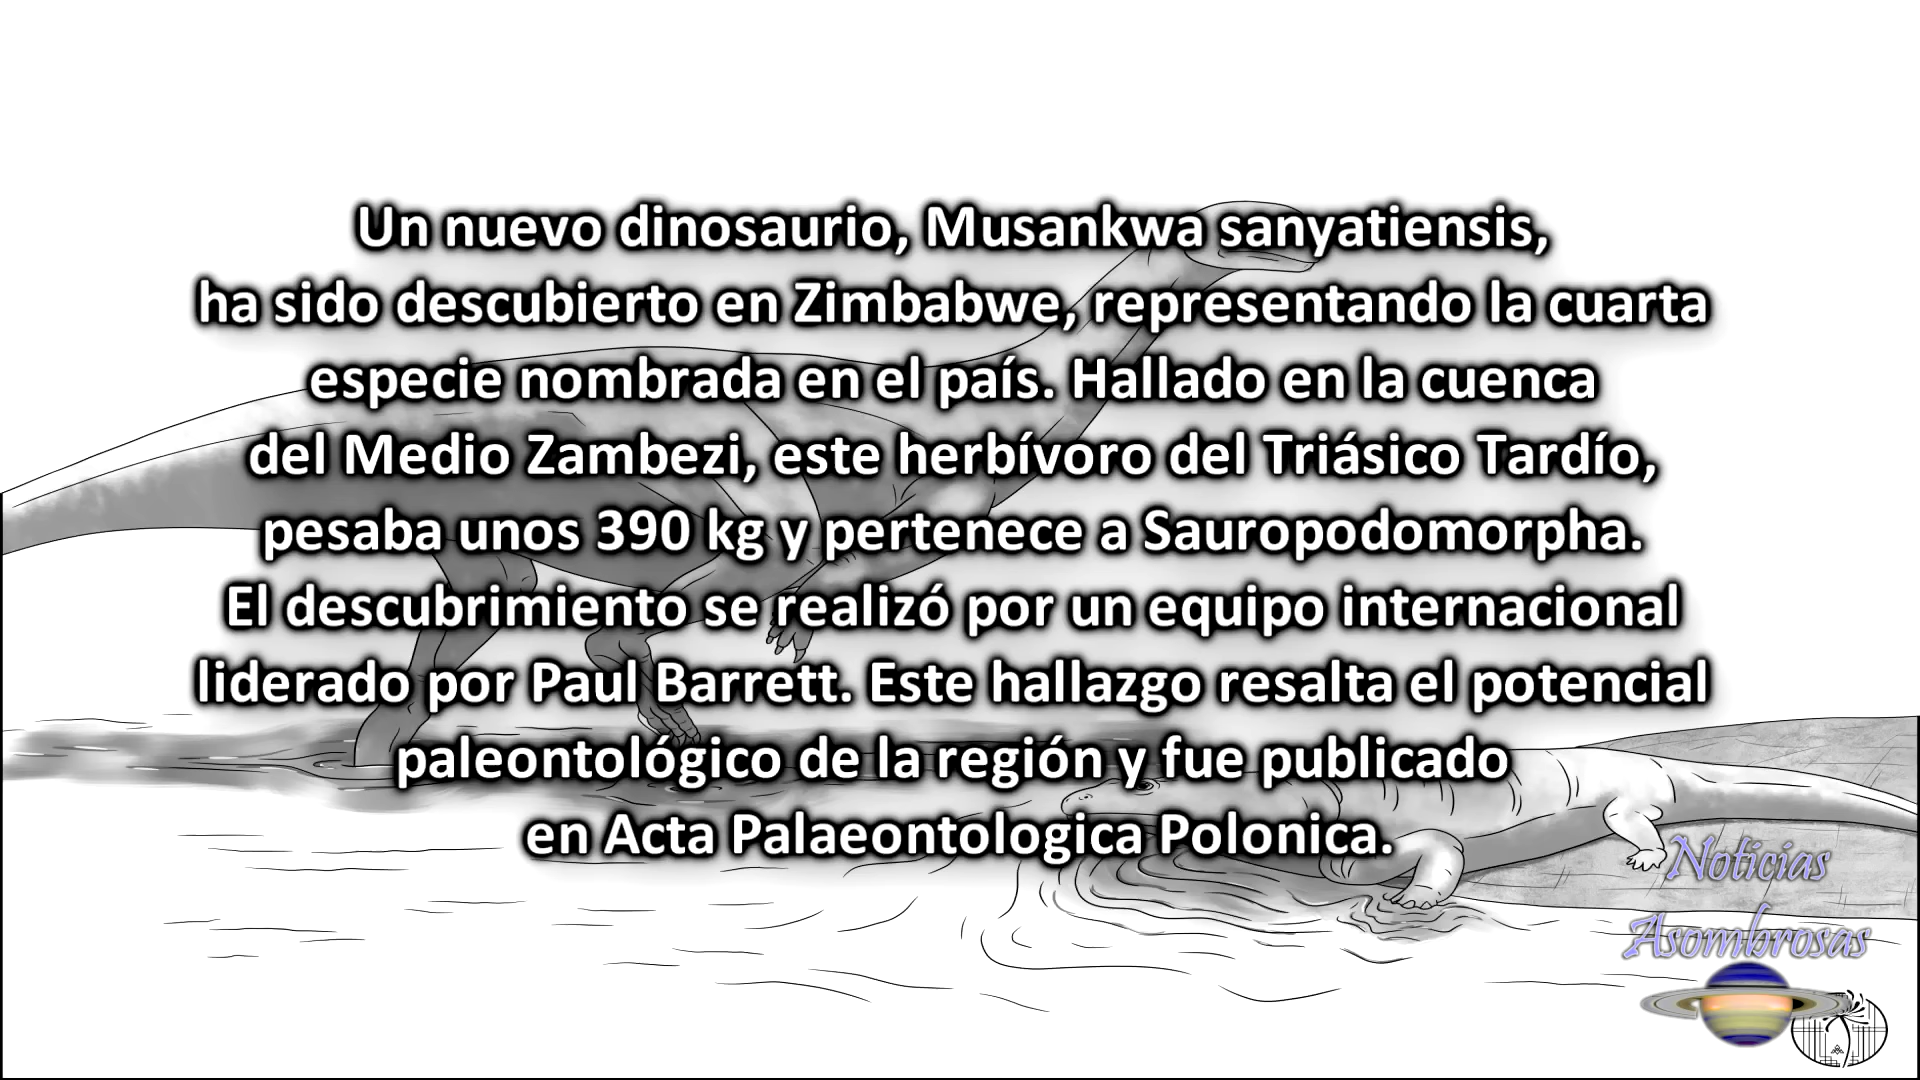 Un nuevo dinosaurio, Musankwa sanyatiensis,
ha sido descubierto en Zimbabwe, representando la cuarta
especie nombrada en el país. Hallado en la cuenca
del Medio Zambezi, este herbívoro del Triásico Tardío,
pesaba unos 390 kg y pertenece a Sauropodomorpha.
El descubrimiento se realizó por un equipo internacional
liderado por Paul Barrett. Este hallazgo resalta el potencial
paleontológico de la región y fue publicado
en Acta Palaeontologica Polonica.
Noticias
Asombrosas